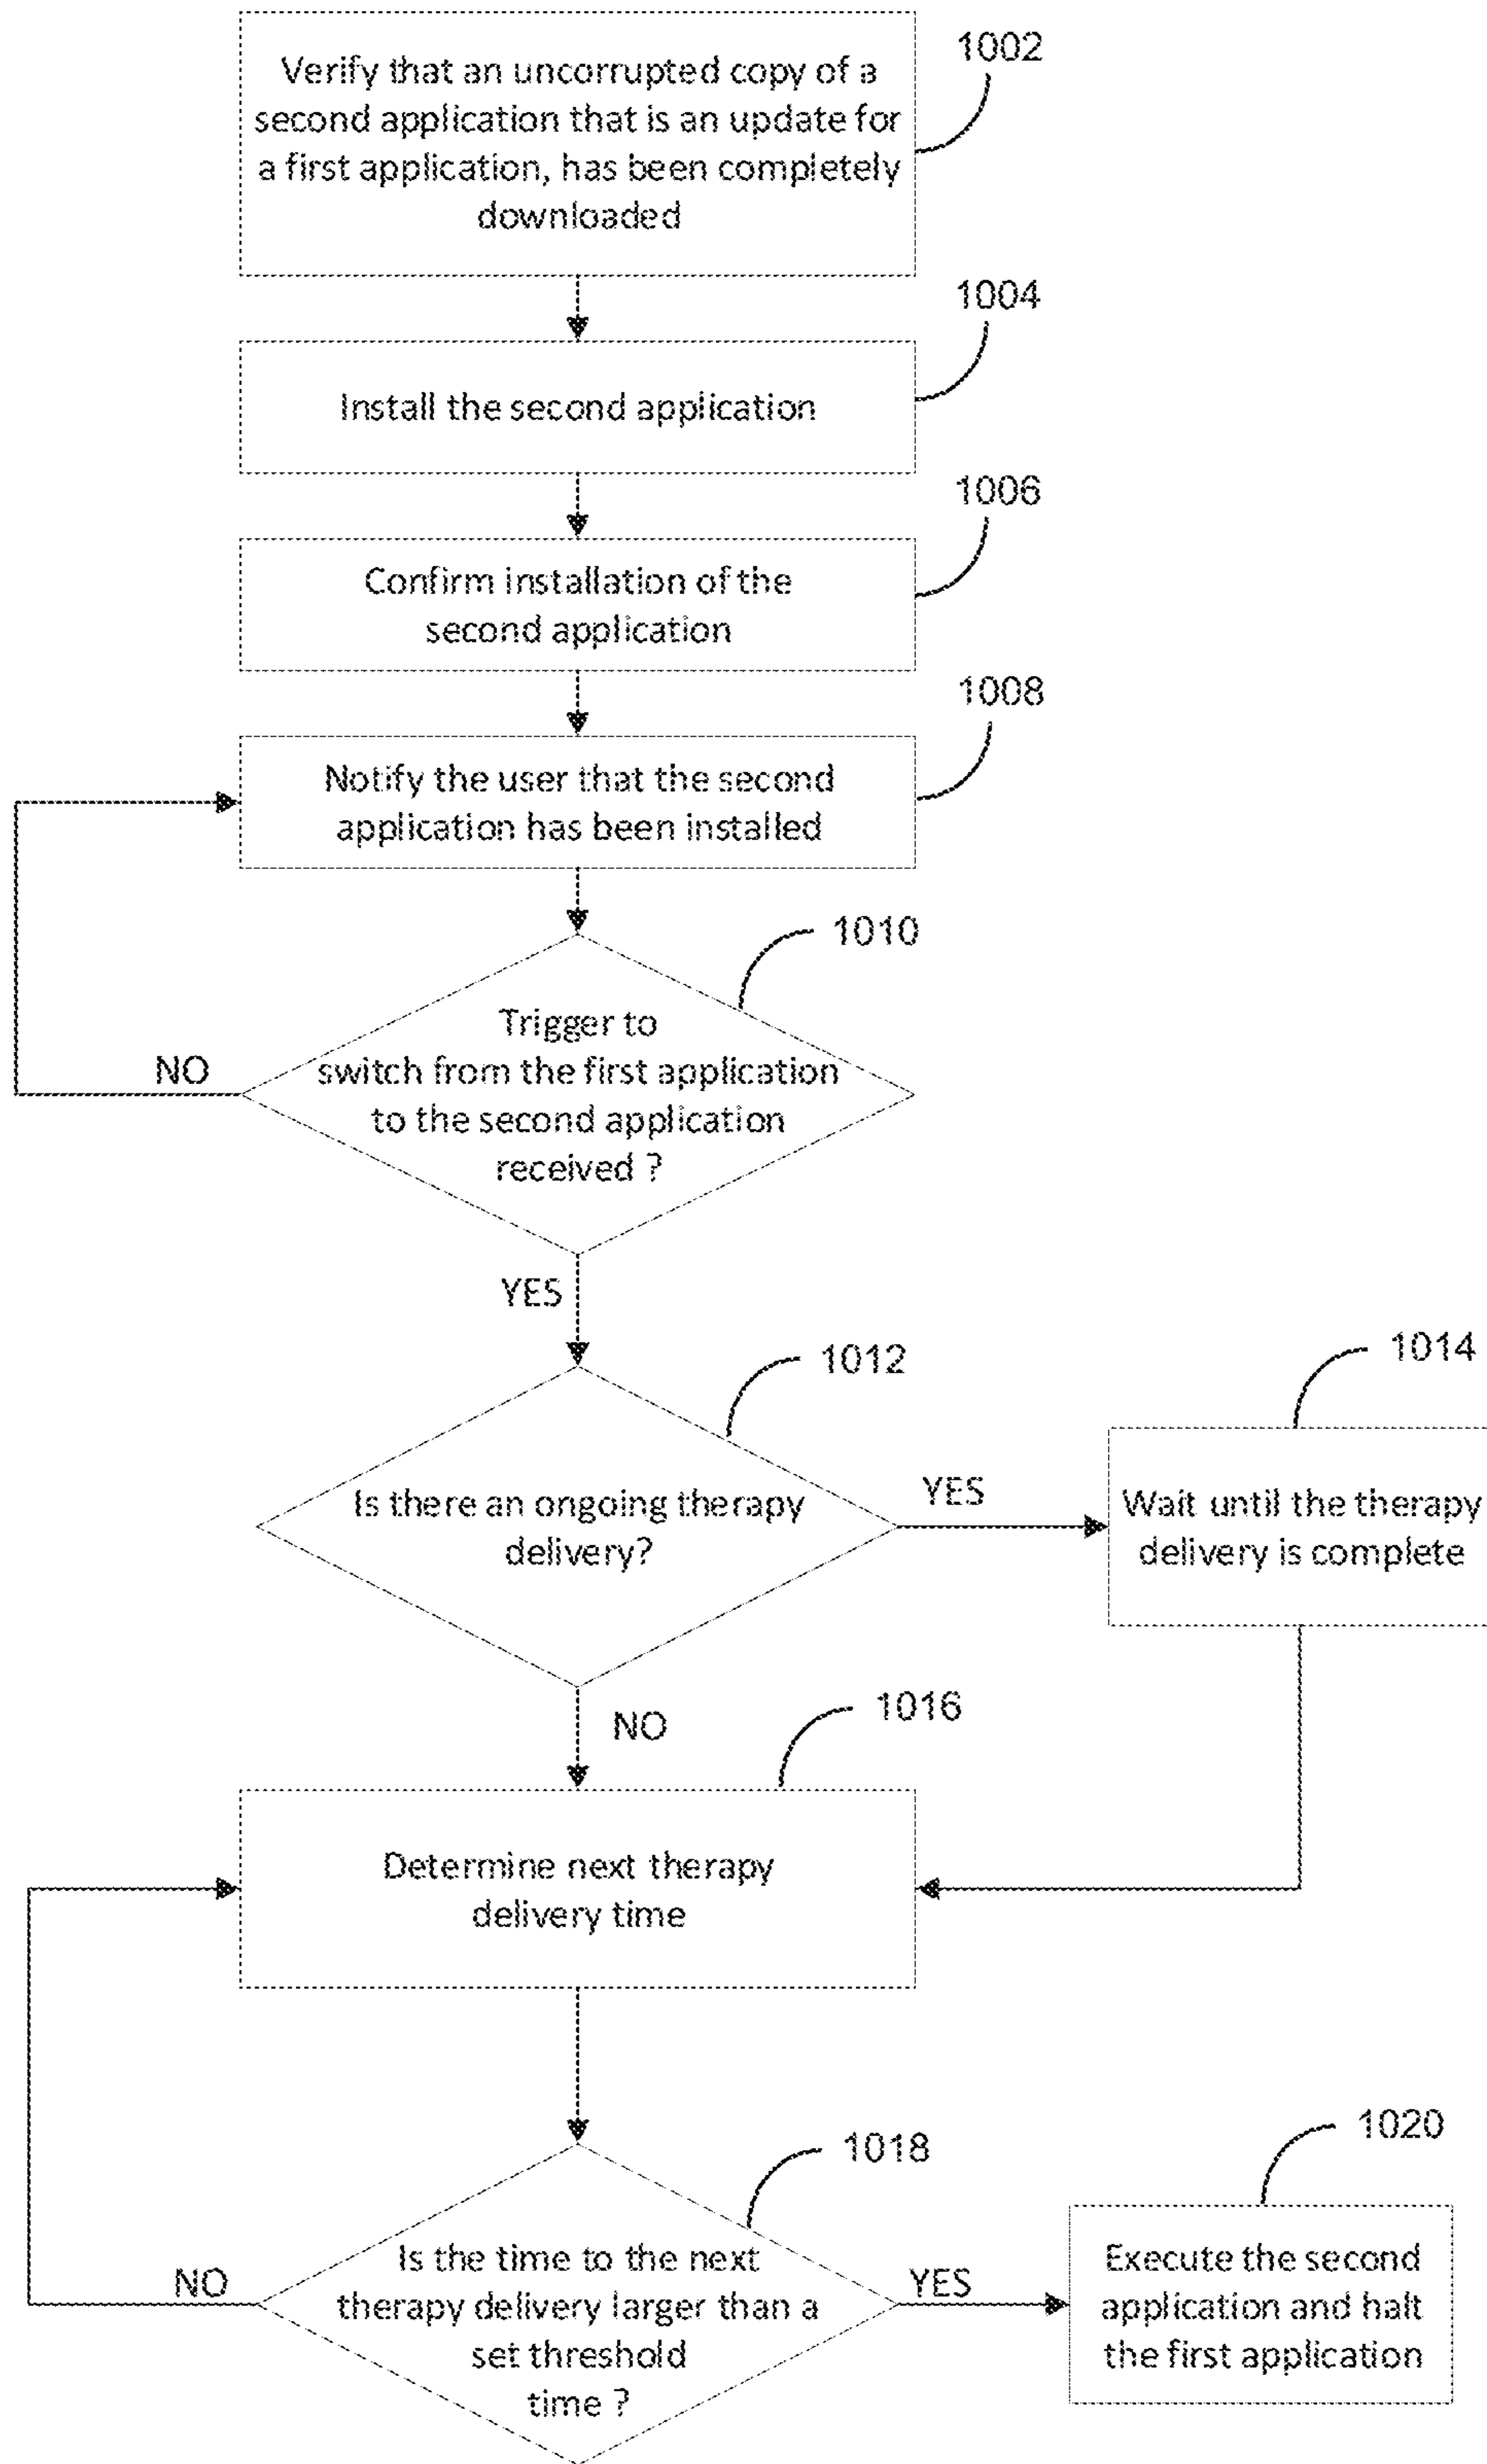 Verify that an uncorrupted copy of a
second application that is an update for
a first application, has been completely
downloaded
1002
Install the second application
1004
Confirm installation of the
second application
1006
Notify the user that the second
application has been installed
1008
Trigger to
switch from the first application
to the second application
received ?
1010
NO
YES
Is there an ongoing therapy
delivery?
1012
YES
Wait until the therapy
delivery is complete
1014
NO
Determine next therapy
delivery time
1016
Is the time to the next
therapy delivery larger than a
set threshold
time ?
1018
NO
YES
Execute the second
application and halt
the first application
1020